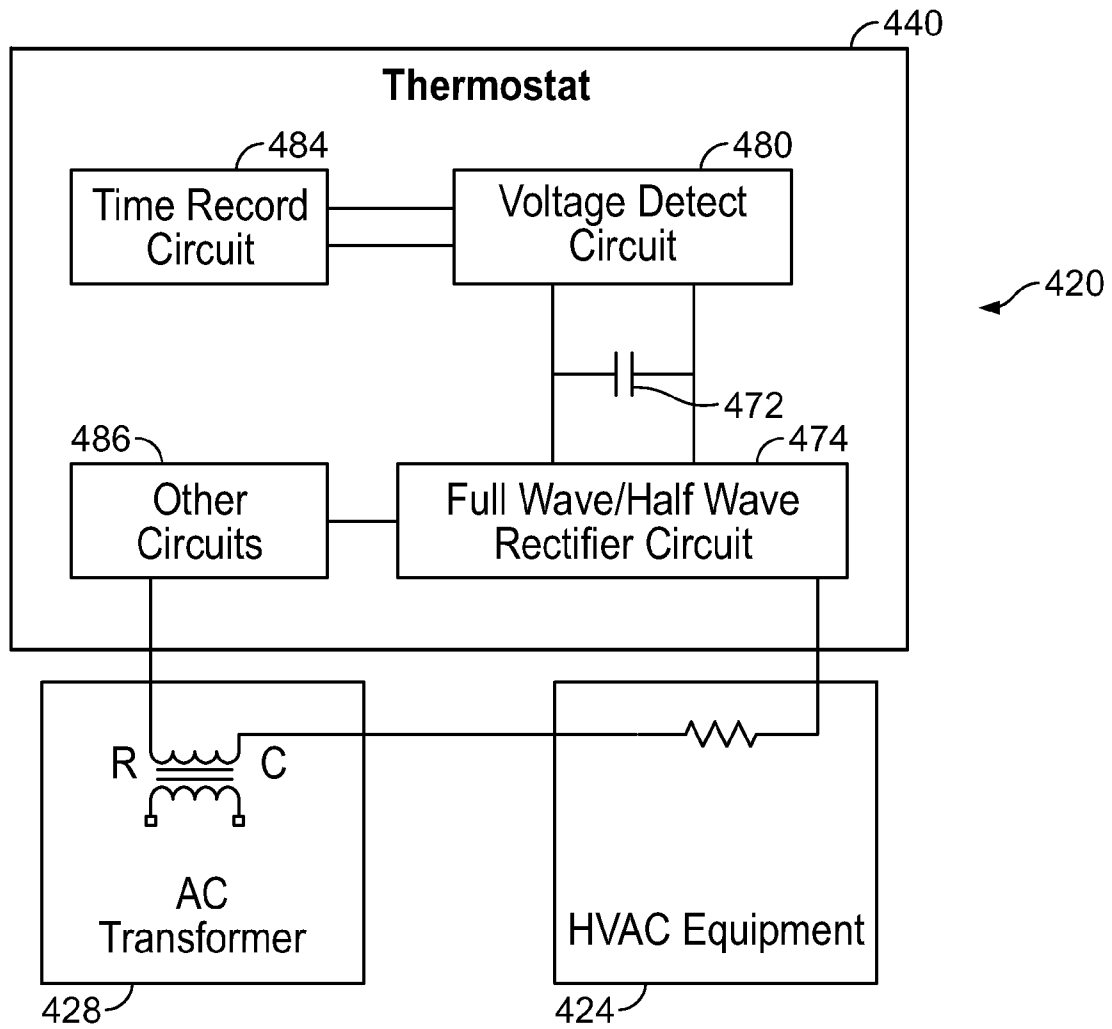 440
Thermostat
484
480
Time Record
Circuit
Voltage Detect
Circuit
420
472
486
474
Other
Circuits
Full Wave/Half Wave
Rectifier Circuit
R
C
AC
Transformer
HVAC Equipment
428
424